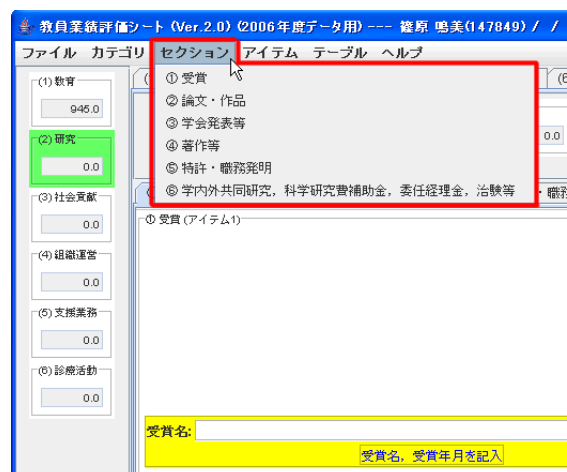 教員業績評価シート (Ver.2.0) (2006年度データ用) --- 篠原 鳴美(147849) / /
ファイル カテゴリ セクション アイテム テーブル ヘルプ
(1)教育
945.0
(2)研究
0.0
(3)社会貢献
0.0
(4)組織運営
0.0
(5)支援業務
0.0
(6)診療活動
0.0
① 受賞
② 論文・作品
③ 学会発表等
④ 著作等
⑤ 特許・職務発明
⑥ 学内外共同研究，科学研究費補助金，委任経理金，治験等
(6
0.0
・職務
① 受賞 (アイテム1)
受賞名:
受賞名，受賞年月を記入